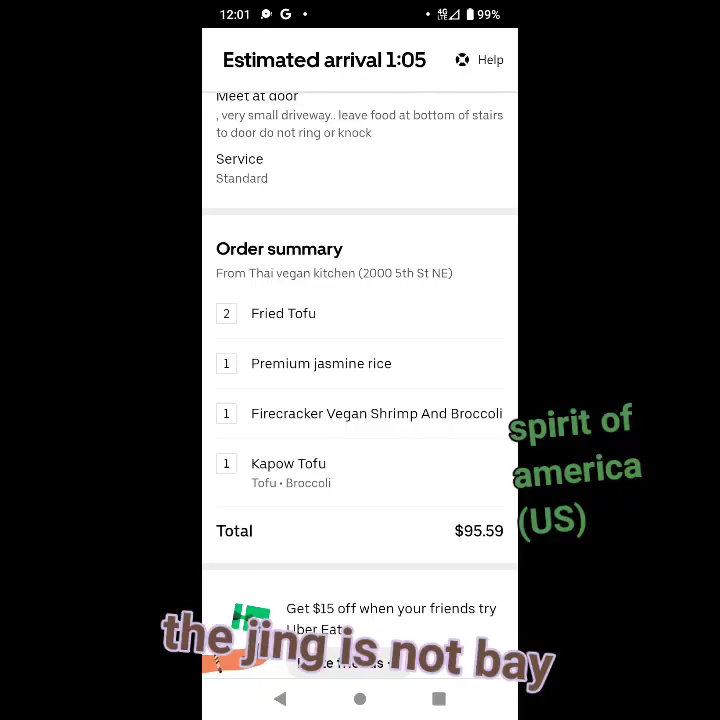 12:01 G 4G LTE 99%
Estimated arrival 1:05 Help
Meet at door
, very small driveway.. leave food at bottom of stairs
to door do not ring or knock
Service
Standard
Order summary
From Thai vegan kitchen (2000 5th St NE)
2 Fried Tofu
1 Premium jasmine rice
1 Firecracker Vegan Shrimp And Broccoli
1 Kapow Tofu
Tofu • Broccoli
Total $95.59
spirit of
america
(US)
Get $15 off when your friends try
Uber Eat
the jing is not bay